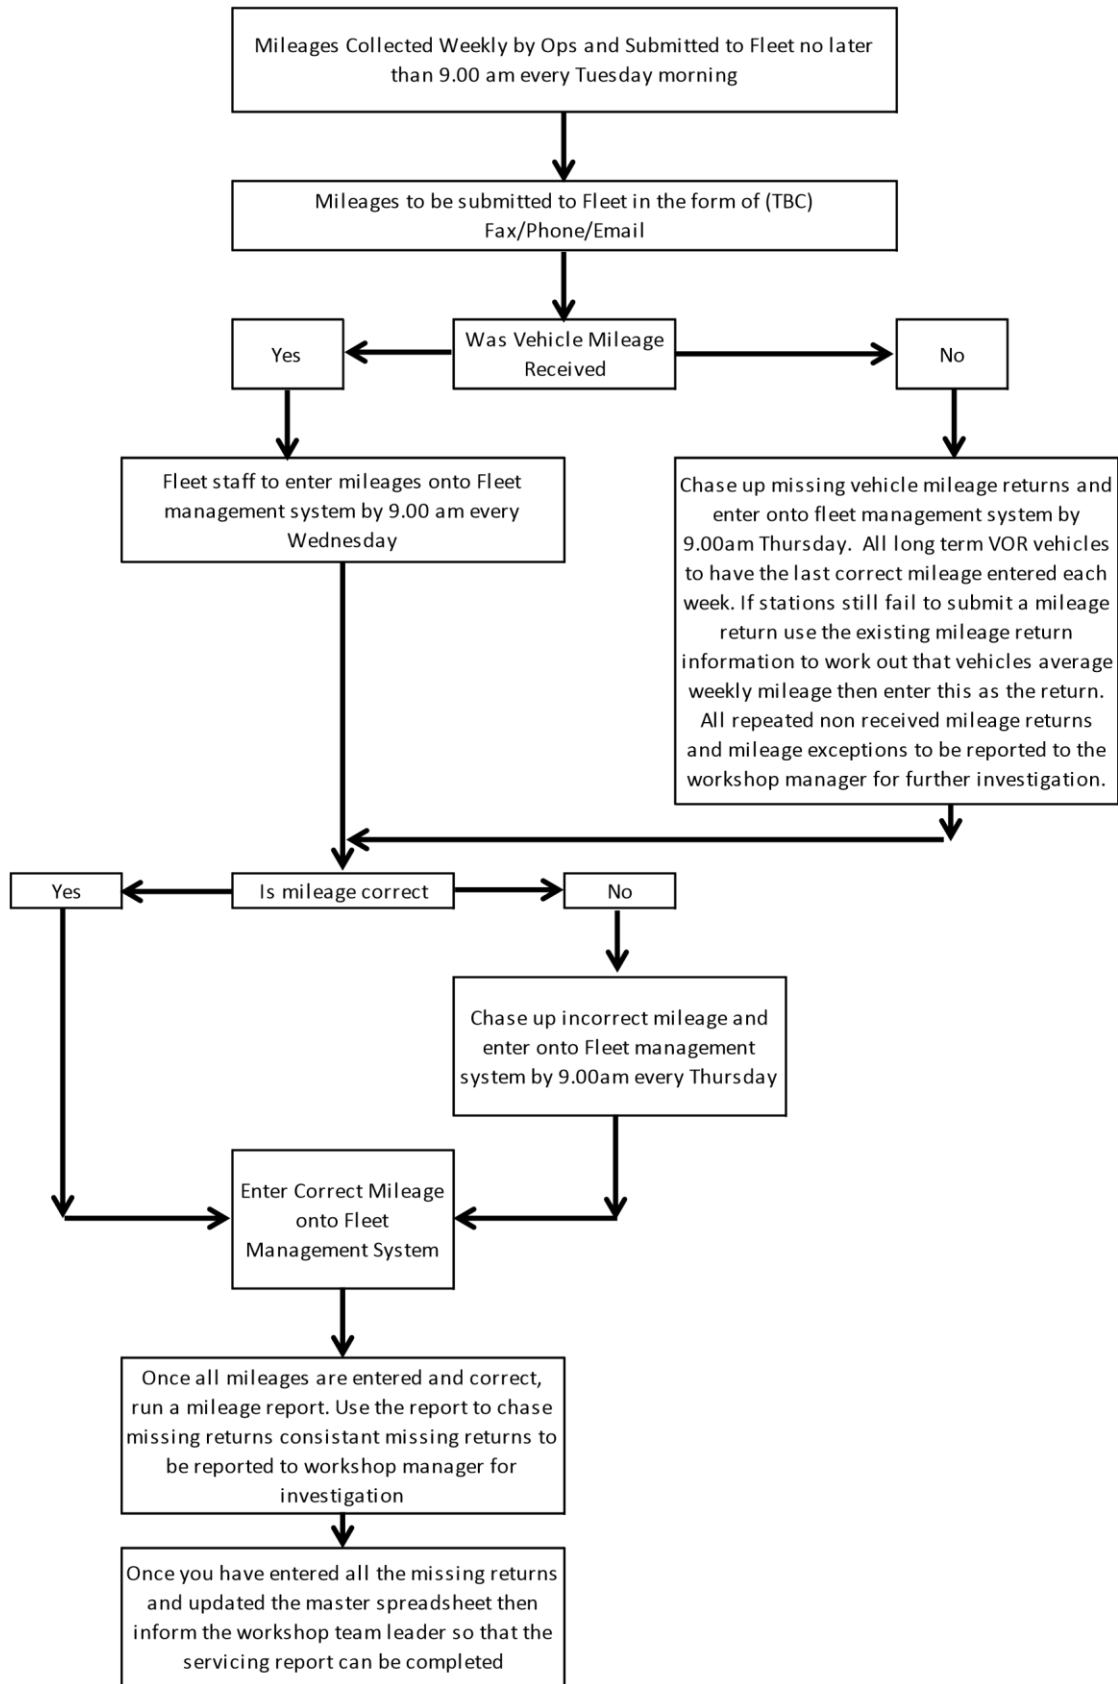 Mileages Collected Weekly by Ops and Submitted to Fleet no later
than 9.00 am every Tuesday morning
Mileages to be submitted to Fleet in the form of (TBC)
Fax/Phone/Email
Yes
Was Vehicle Mileage
Received
No
Fleet staff to enter mileages onto Fleet
management system by 9.00 am every
Wednesday
Chase up missing vehicle mileage returns and
enter onto fleet management system by
9.00am Thursday.  All long term VOR vehicles
to have the last correct mileage entered each
week. If stations still fail to submit a mileage
return use the existing mileage return
information to work out that vehicles average
weekly mileage then enter this as the return.
All repeated non received mileage returns
and mileage exceptions to be reported to the
workshop manager for further investigation.
Yes
Is mileage correct
No
Chase up incorrect mileage and
enter onto Fleet management
system by 9.00am every Thursday
Enter Correct Mileage
onto Fleet
Management System
Once all mileages are entered and correct,
run a mileage report. Use the report to chase
missing returns consistant missing returns to
be reported to workshop manager for
investigation
Once you have entered all the missing returns
and updated the master spreadsheet then
inform the workshop team leader so that the
servicing report can be completed